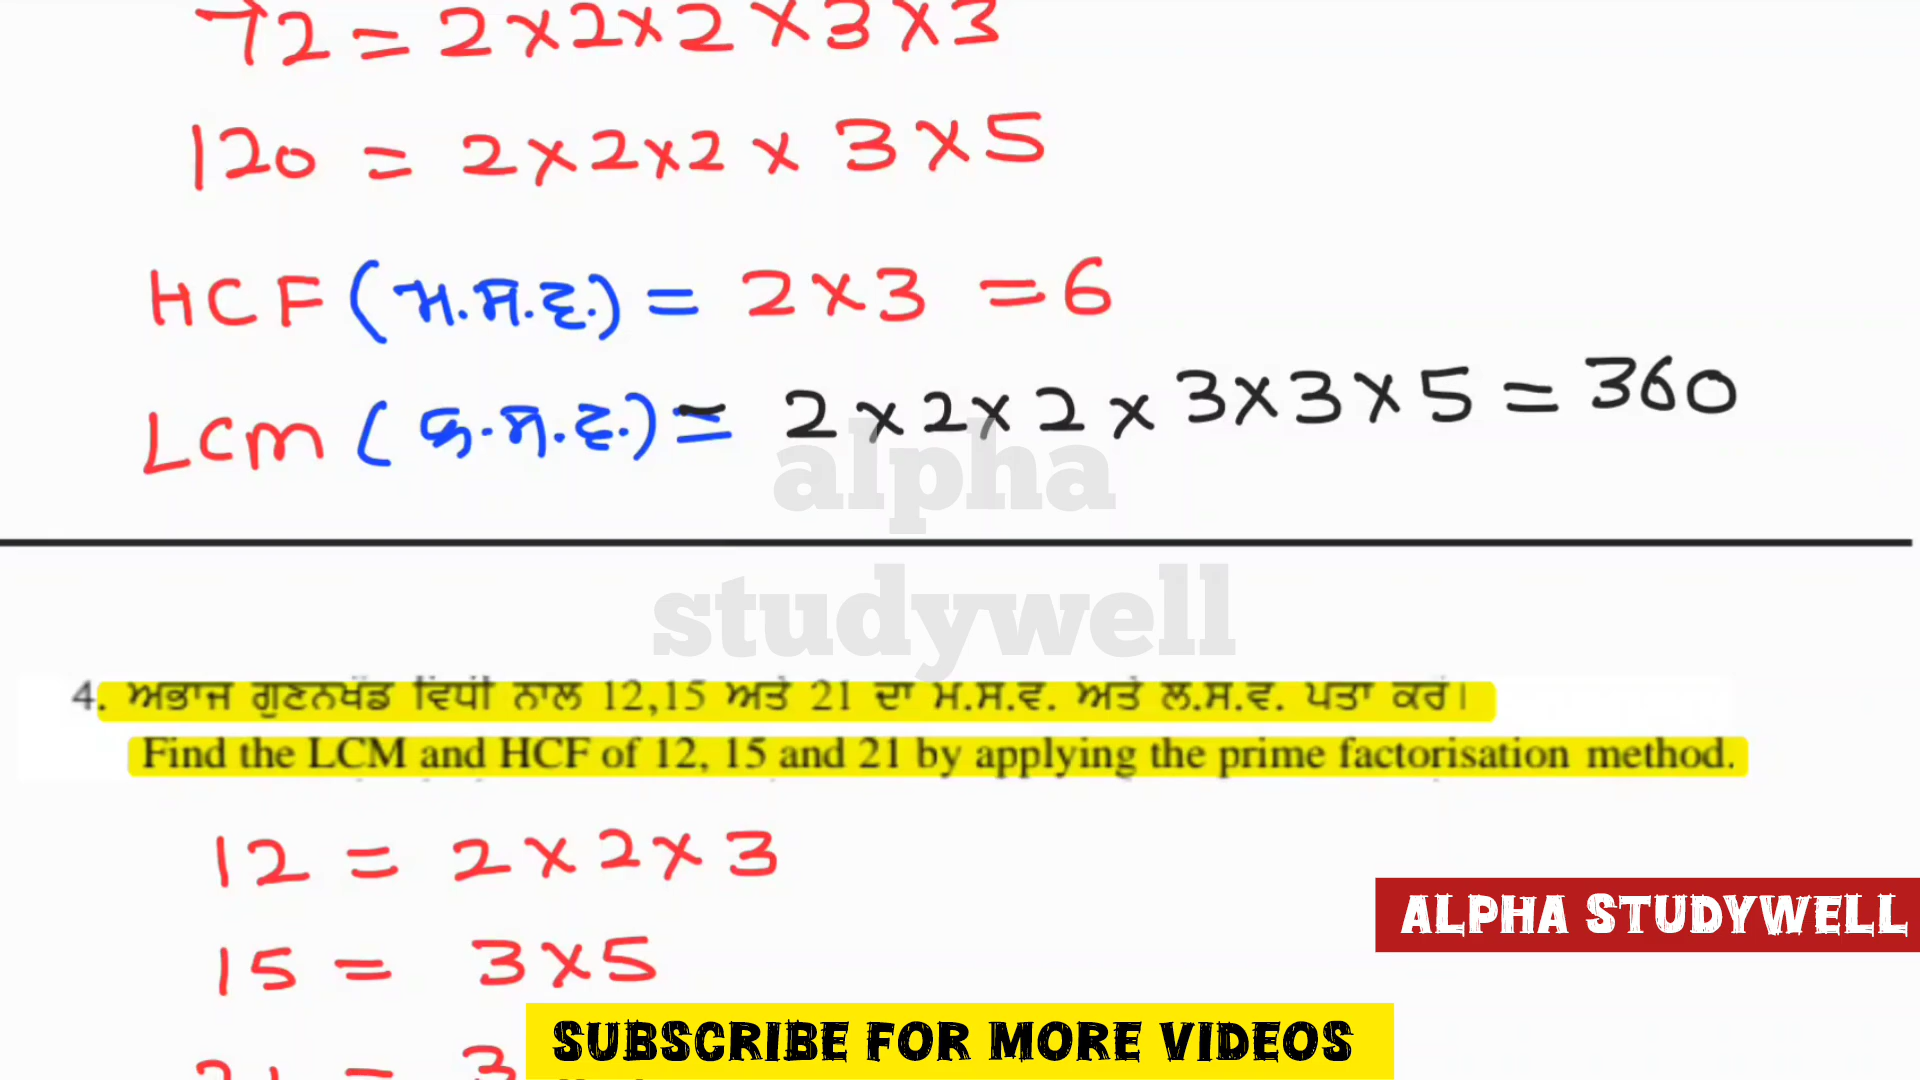 72 = 2×2×2×3×3
120 = 2×2×2×3×5
HCF (ਮ.ਸ.ਵ.) = 2×3 = 6
LCM ( ਲ.ਸ.ਵ.) = 2×2×2×3×3×5 = 360
alpha
studywell
4. ਅਭਾਜ ਗੁਣਨਖੰਡ ਵਿਧੀ ਨਾਲ 12,15 ਅਤੇ 21 ਦਾ ਮ.ਸ.ਵ. ਅਤੇ ਲ.ਸ.ਵ. ਪਤਾ ਕਰੋ।
Find the LCM and HCF of 12, 15 and 21 by applying the prime factorisation method.
12 = 2×2×3
ALPHA STUDYWELL
15 = 3×5
SUBSCRIBE FOR MORE VIDEOS
21 = 3